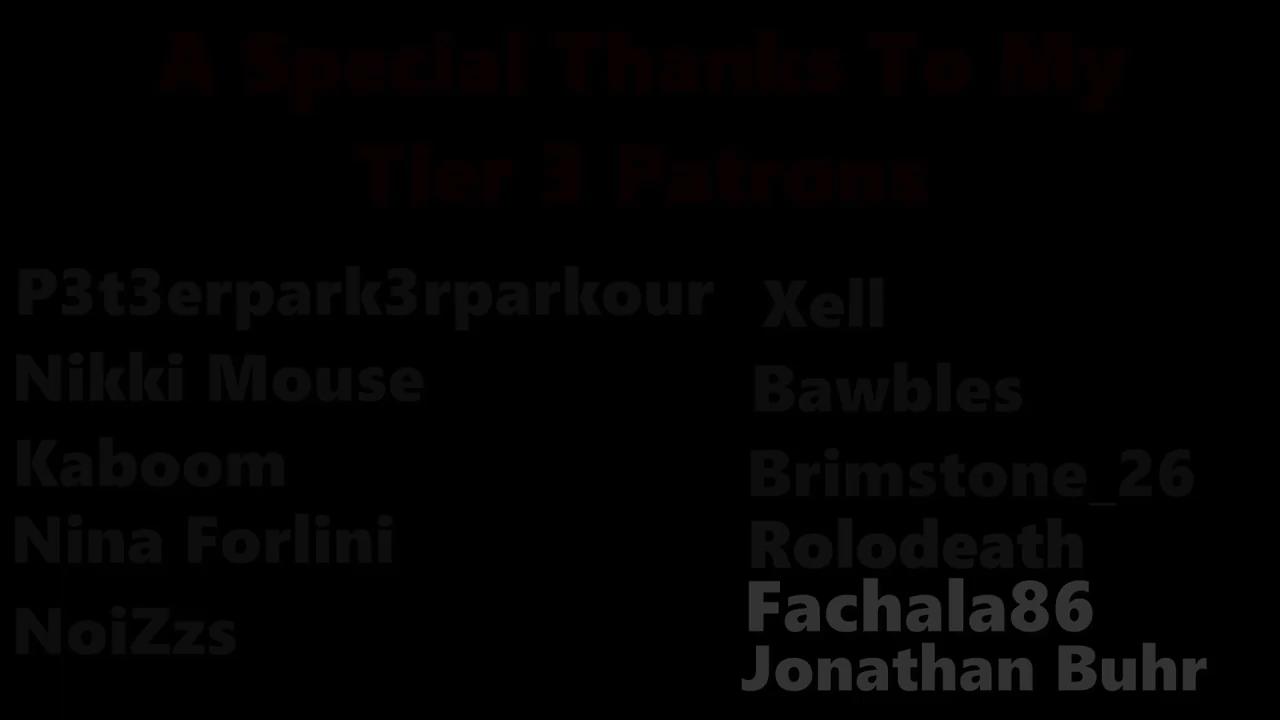 A Special Thanks To My
Tier 3 Patrons
P3t3erpark3rparkour
Nikki Mouse
Kaboom
Nina Forlini
NoiZzs
Xell
Bawbles
Brimstone_26
Rolodeath
Fachala86
Jonathan Buhr